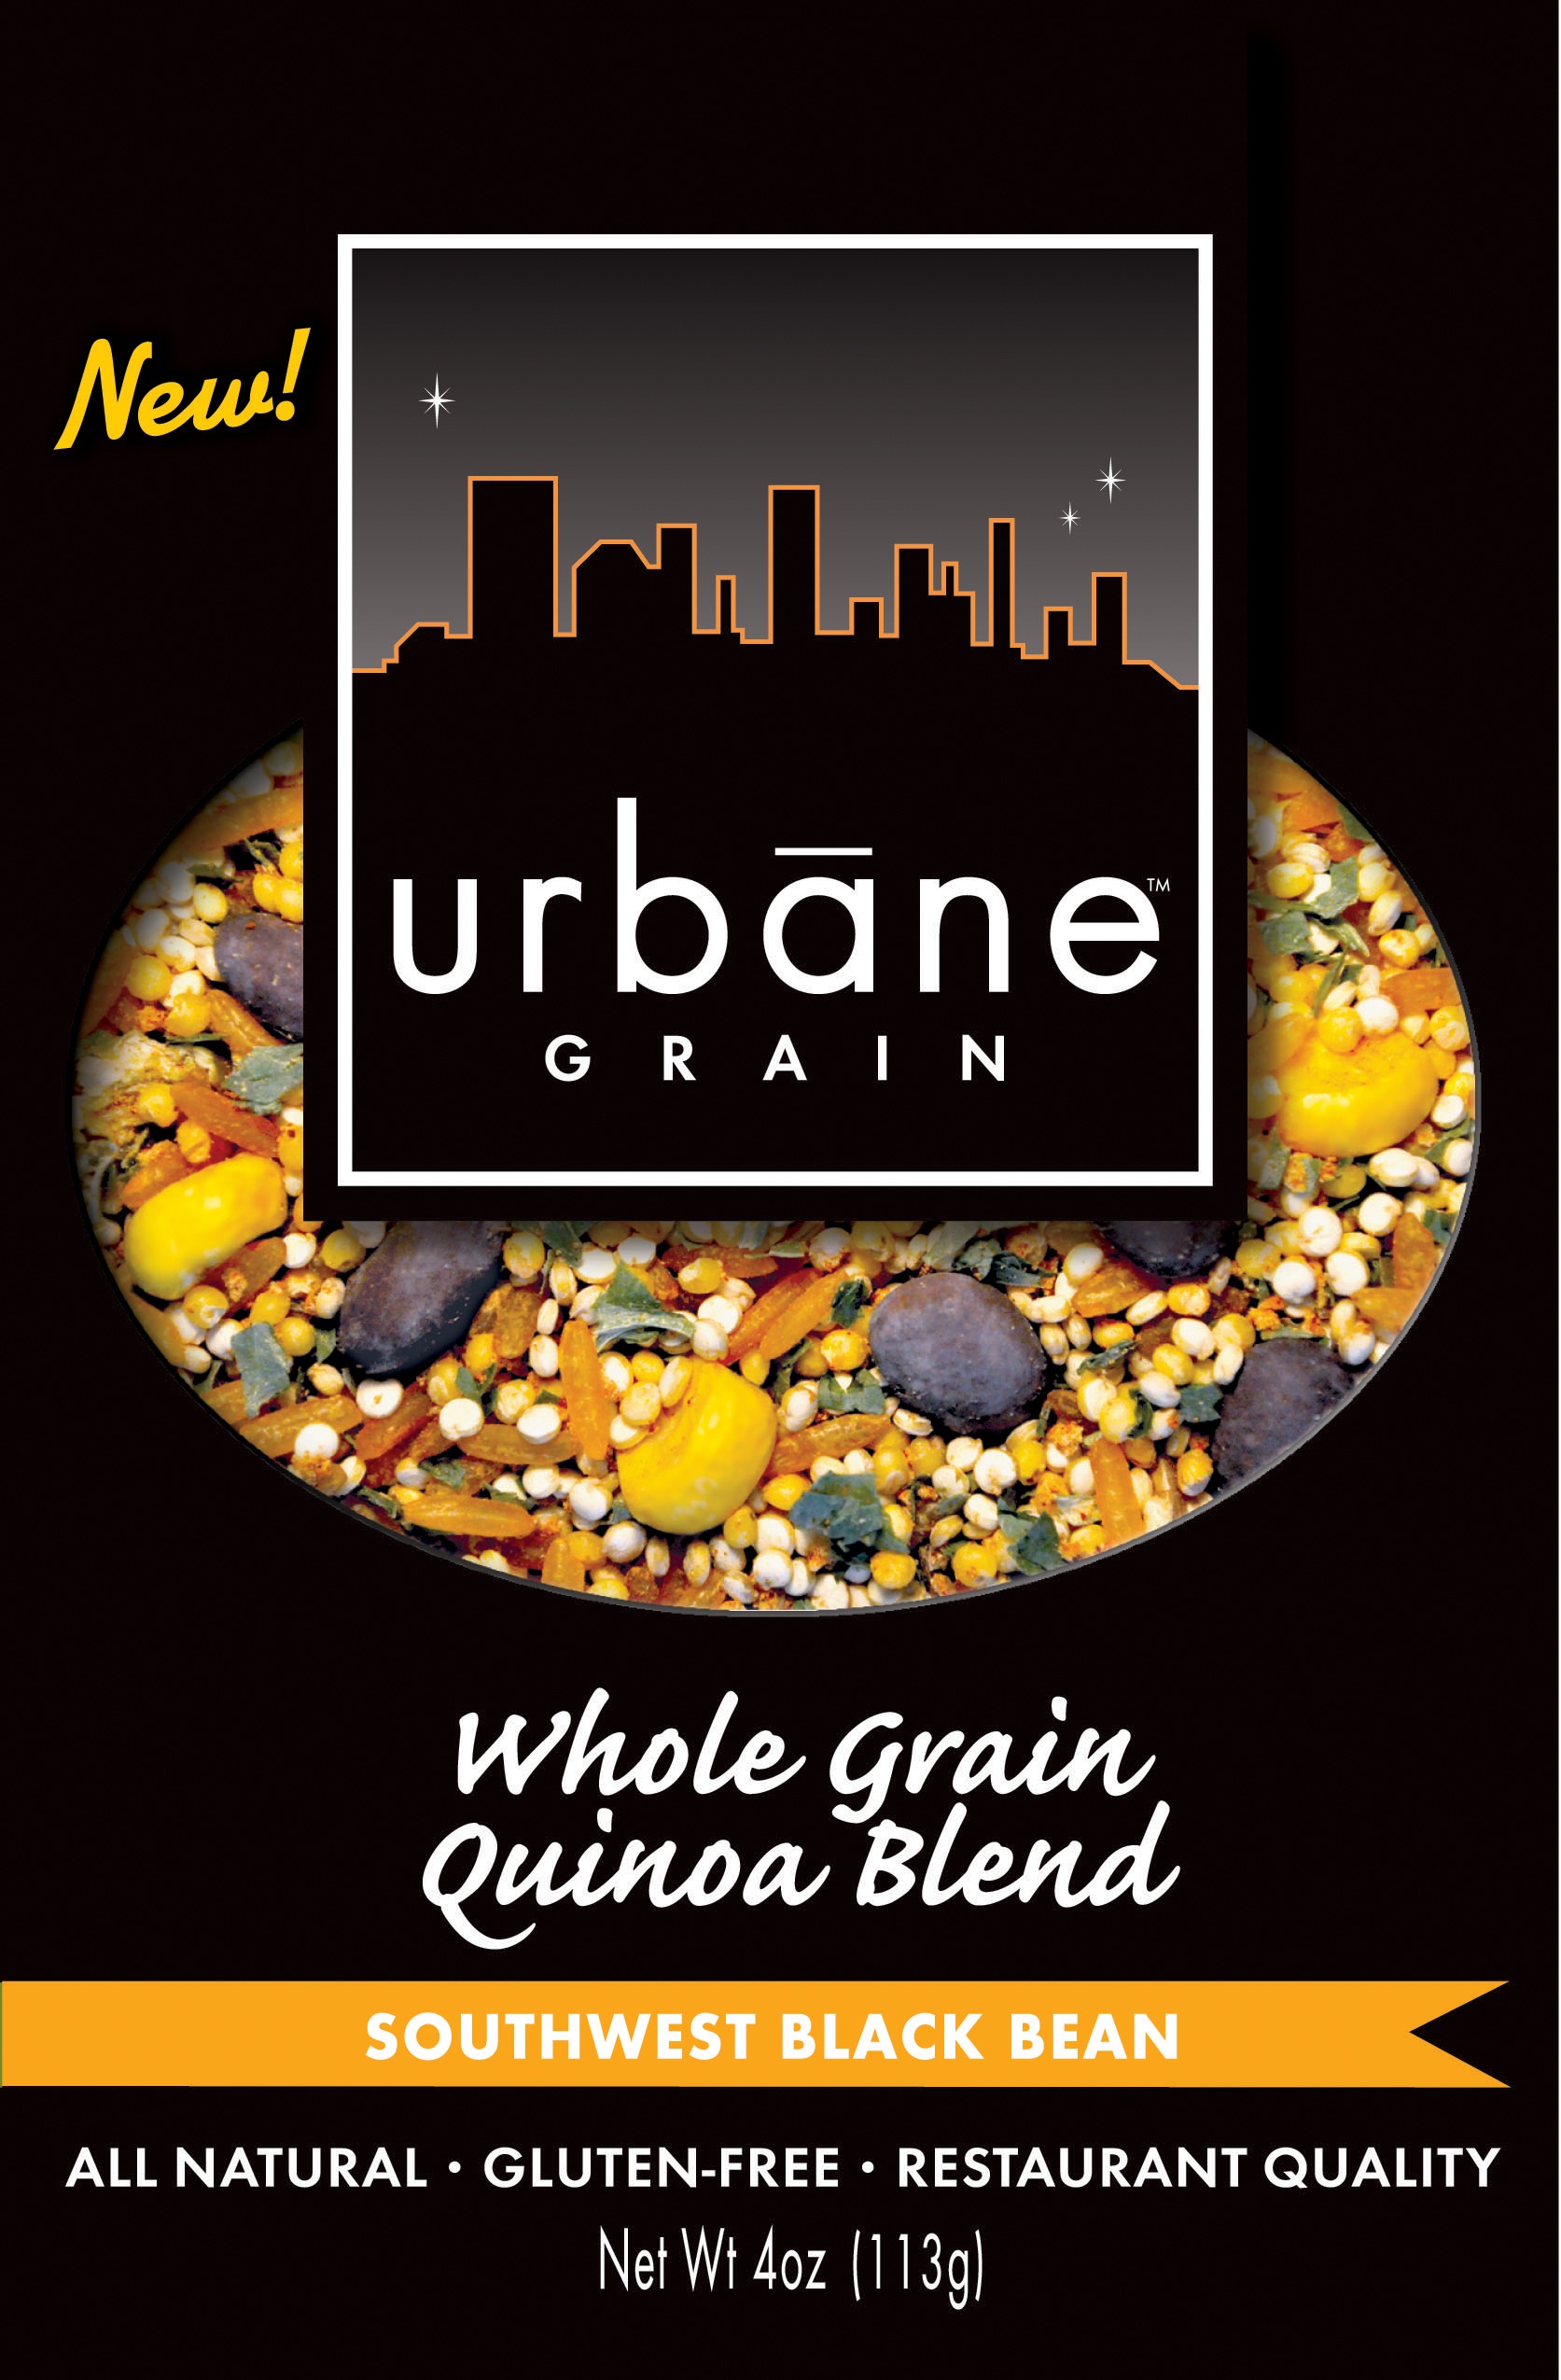 New!
urbāne™
GRAIN
Whole Grain
Quinoa Blend
SOUTHWEST BLACK BEAN
ALL NATURAL • GLUTEN-FREE • RESTAURANT QUALITY
Net Wt 4oz (113g)